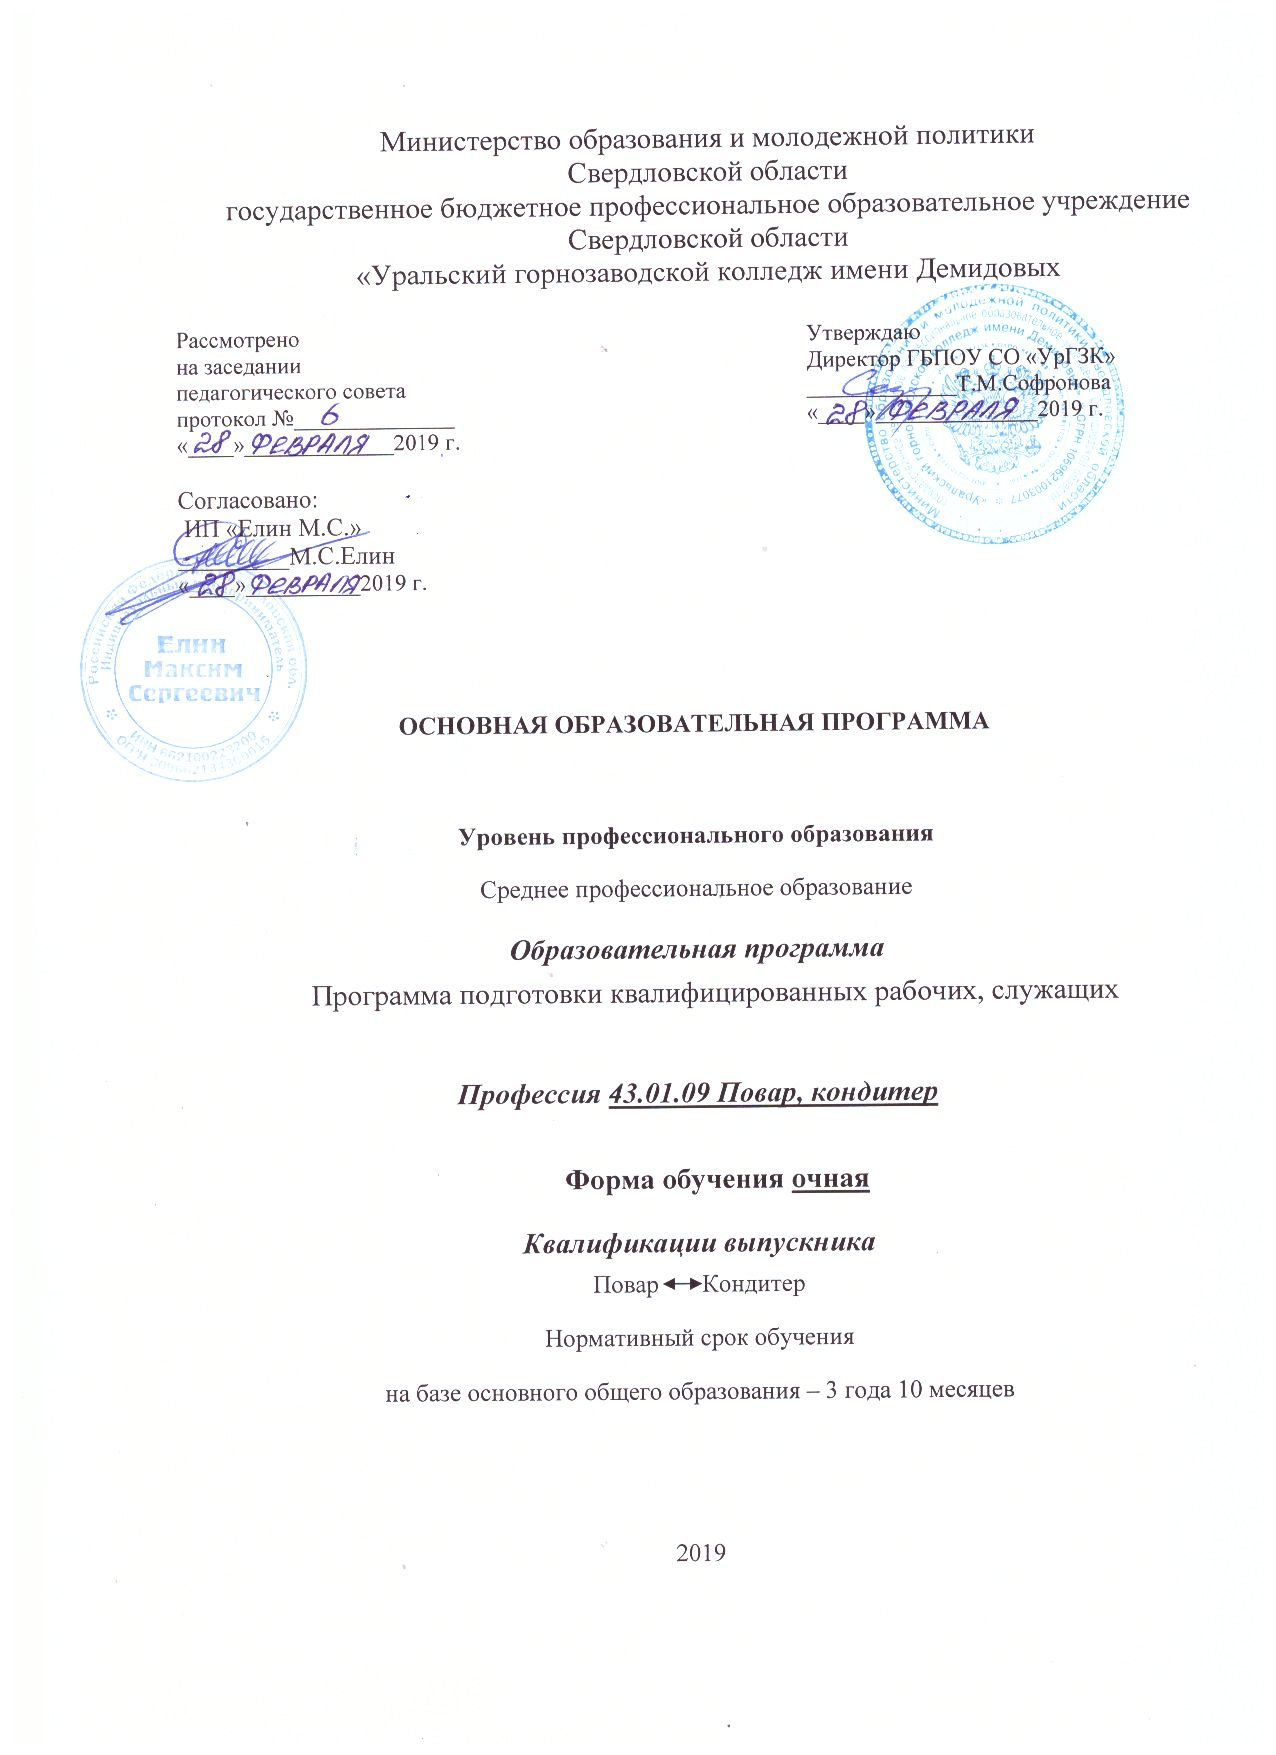 Министерство образования и молодежной политики
Свердловской области
государственное бюджетное профессиональное образовательное учреждение
Свердловской области
«Уральский горнозаводской колледж имени Демидовых
Рассмотрено
на заседании
педагогического совета
протокол № 6
«28» ФЕВРАЛЯ 2019 г.
Утверждаю
Директор ГБПОУ СО «УрГЗК»
Т.М.Софронова
«28» ФЕВРАЛЯ 2019 г.
Согласовано:
ИП «Елин М.С.»
М.С.Елин
«28» ФЕВРАЛЯ 2019 г.
Елин
Максим
Сергеевич
ОСНОВНАЯ ОБРАЗОВАТЕЛЬНАЯ ПРОГРАММА
Уровень профессионального образования
Среднее профессиональное образование
Образовательная программа
Программа подготовки квалифицированных рабочих, служащих
Профессия 43.01.09 Повар, кондитер
Форма обучения очная
Квалификации выпускника
Повар ↔ Кондитер
Нормативный срок обучения
на базе основного общего образования – 3 года 10 месяцев
2019